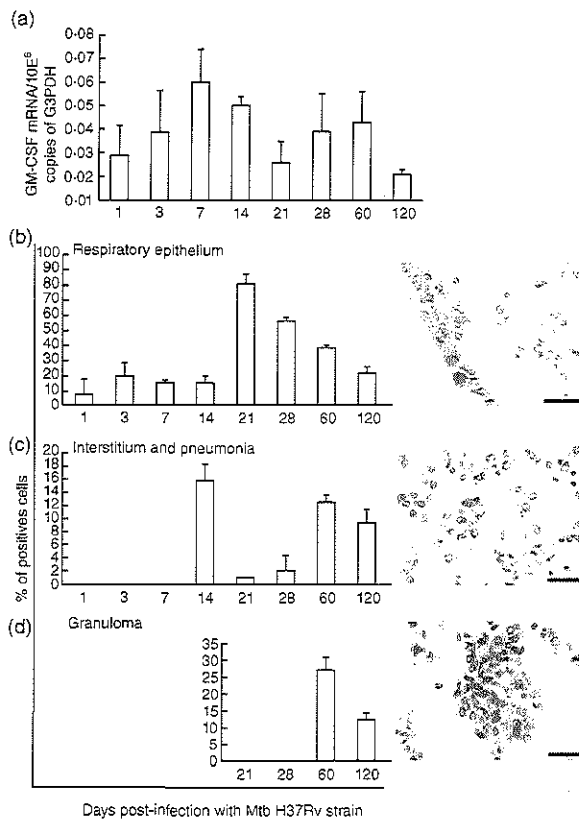 (a)
GM-CSF mRNA/10E⁶
copies of G3PDH
0·08
0·07
0·06
0·05
0·04
0·03
0·02
0·01
1 3 7 14 21 28 60 120
(b)
Respiratory epithelium
100
90
80
70
60
50
40
30
20
10
0
1 3 7 14 21 28 60 120
(c)
Interstitium and pneumonia
% of positives cells
20
18
16
14
12
10
8
6
4
2
0
1 3 7 14 21 28 60 120
(d)
Granuloma
35
30
25
20
15
10
5
0
21 28 60 120
Days post-infection with Mtb H37Rv strain